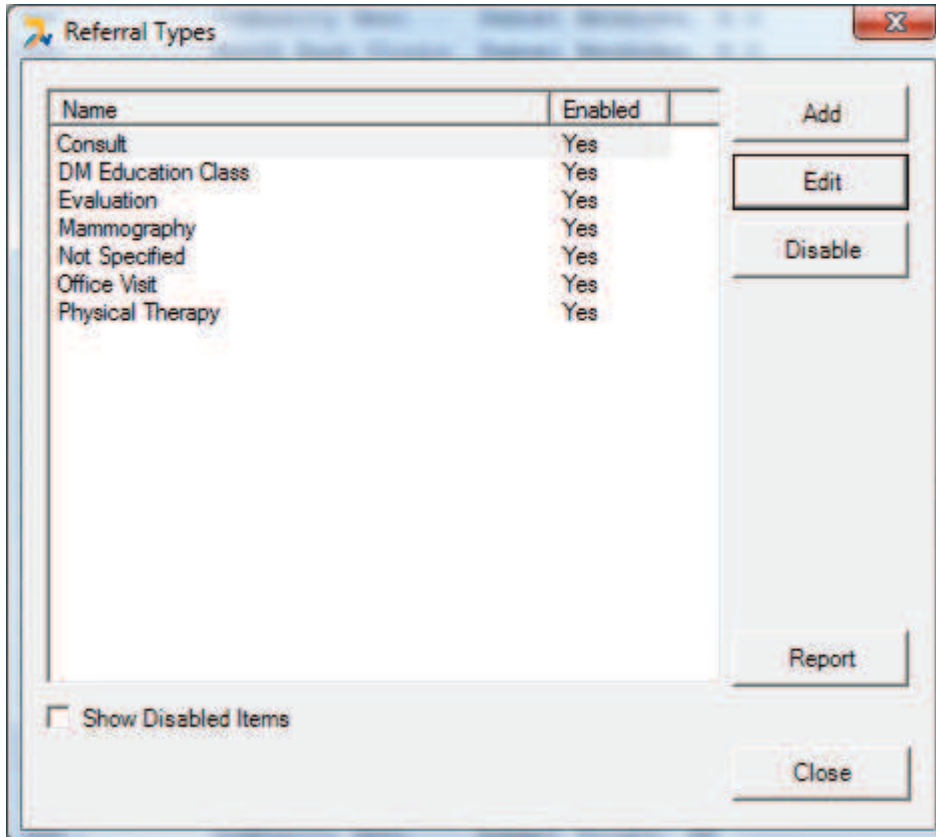 Referral Types
Name Enabled
Consult Yes
DM Education Class Yes
Evaluation Yes
Mammography Yes
Not Specified Yes
Office Visit Yes
Physical Therapy Yes
Add
Edit
Disable
Report
Show Disabled Items
Close